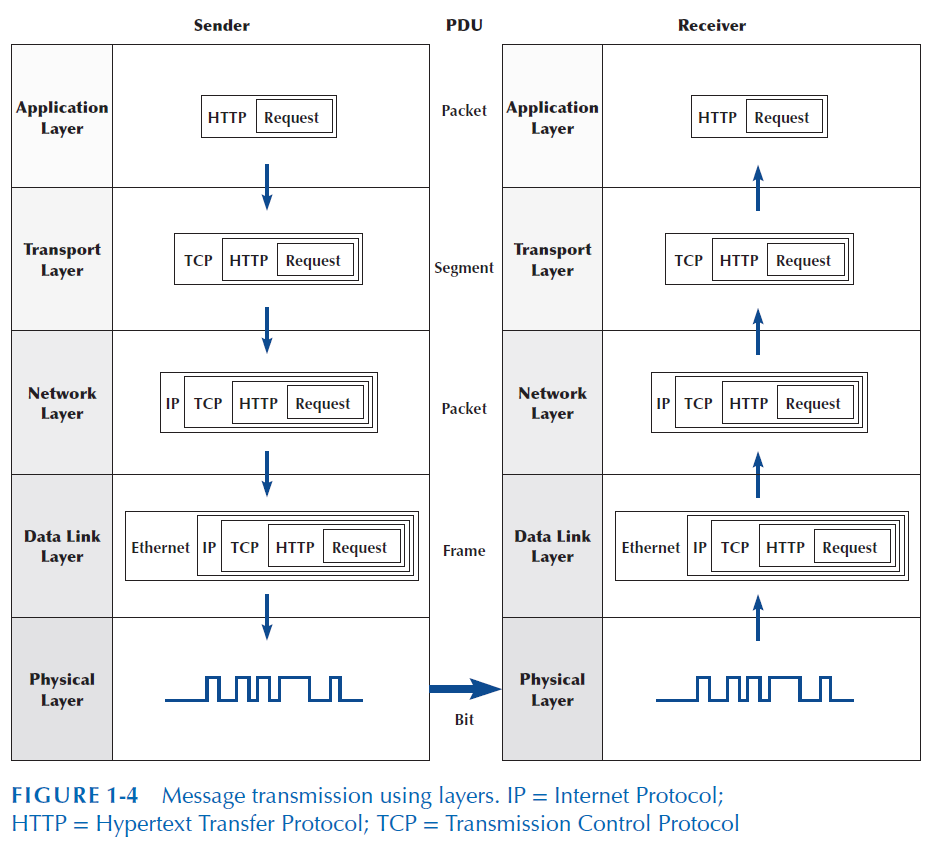 Sender PDU Receiver
Application
Layer
HTTP Request
Packet
Application
Layer
HTTP Request
Transport
Layer
TCP HTTP Request
Segment
Transport
Layer
TCP HTTP Request
Network
Layer
IP TCP HTTP Request
Packet
Network
Layer
IP TCP HTTP Request
Data Link
Layer
Ethernet IP TCP HTTP Request
Frame
Data Link
Layer
Ethernet IP TCP HTTP Request
Physical
Layer
Bit
Physical
Layer
FIGURE 1-4 Message transmission using layers. IP = Internet Protocol;
HTTP = Hypertext Transfer Protocol; TCP = Transmission Control Protocol